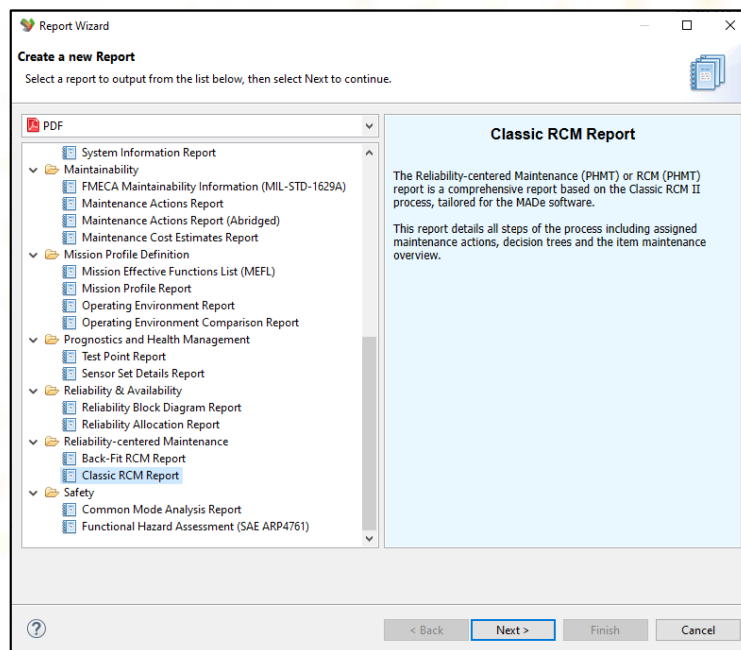 Report Wizard
Create a new Report
Select a report to output from the list below, then select Next to continue.
PDF
System Information Report
Maintainability
FMECA Maintainability Information (MIL-STD-1629A)
Maintenance Actions Report
Maintenance Actions Report (Abridged)
Maintenance Cost Estimates Report
Mission Profile Definition
Mission Effective Functions List (MEFL)
Mission Profile Report
Operating Environment Report
Operating Environment Comparison Report
Prognostics and Health Management
Test Point Report
Sensor Set Details Report
Reliability & Availability
Reliability Block Diagram Report
Reliability Allocation Report
Reliability-centered Maintenance
Back-Fit RCM Report
Classic RCM Report
Safety
Common Mode Analysis Report
Functional Hazard Assessment (SAE ARP4761)
Classic RCM Report
The Reliability-centered Maintenance (PHMT) or RCM (PHMT)
report is a comprehensive report based on the Classic RCM II
process, tailored for the MADe software.
This report details all steps of the process including assigned
maintenance actions, decision trees and the item maintenance
overview.
?
< Back
Next >
Finish
Cancel